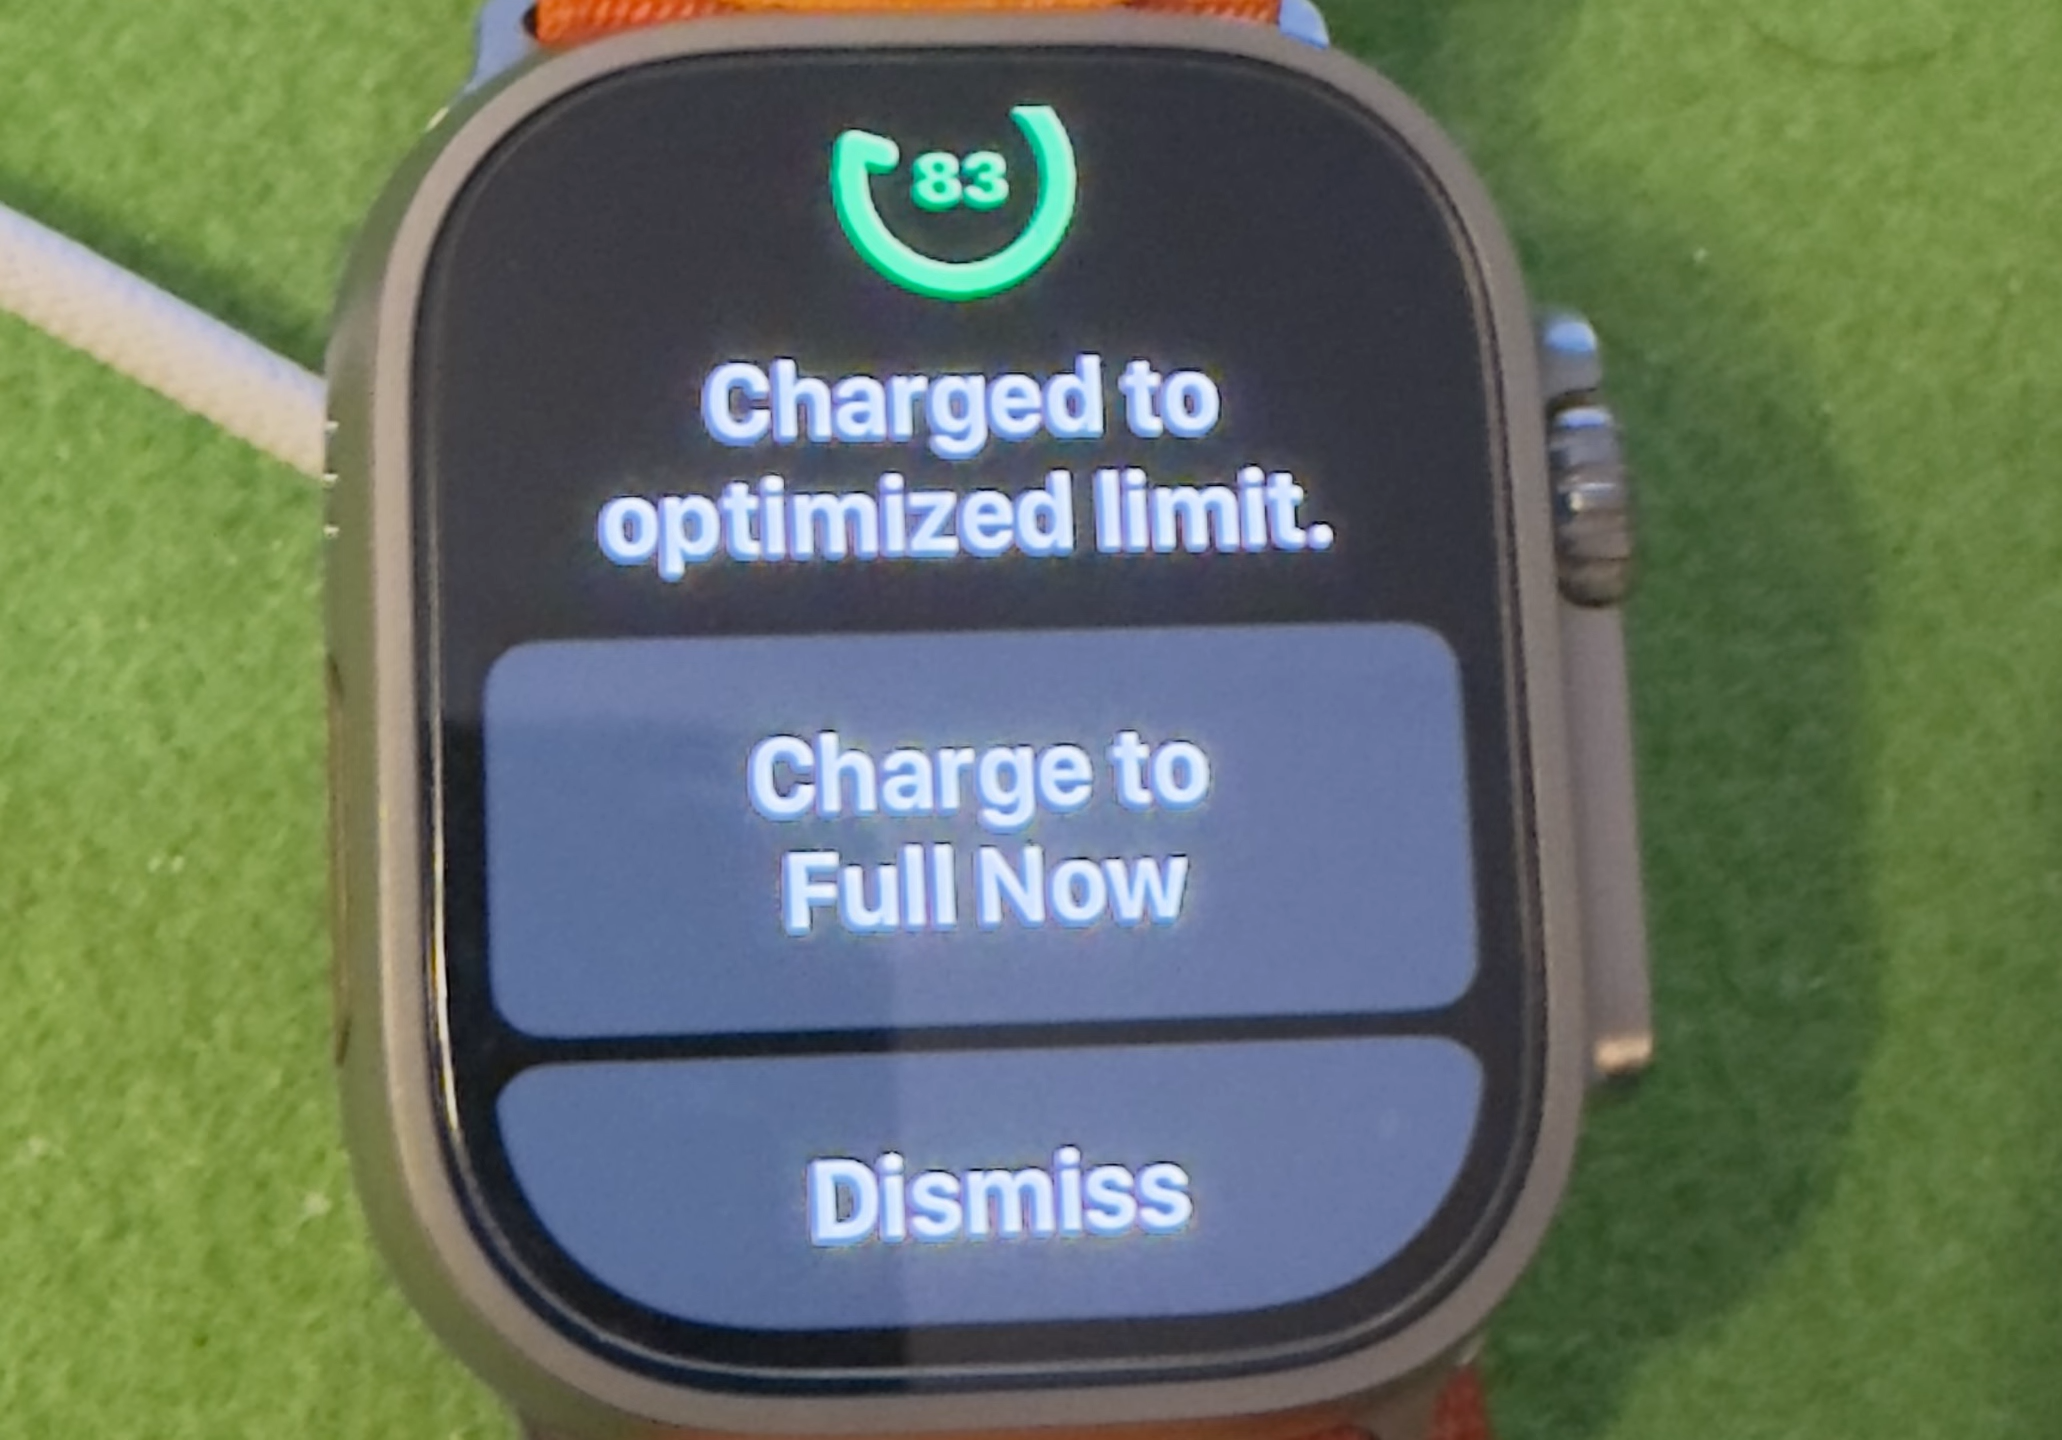 83
Charged to
optimized limit.
Charge to
Full Now
Dismiss